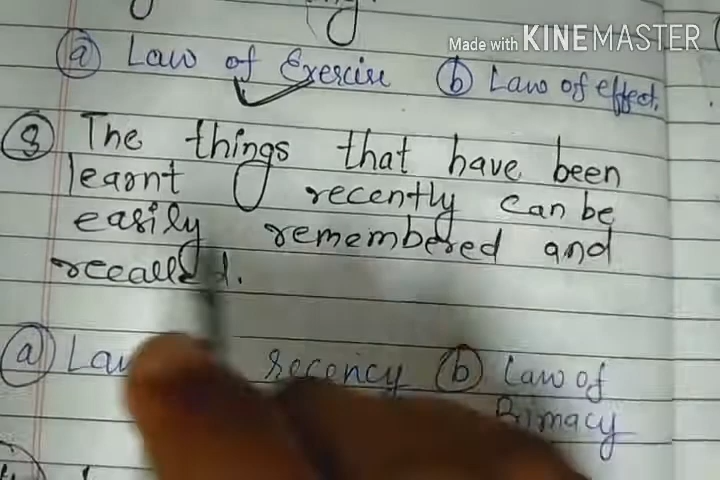 Made with KINEMASTER
(a) Law of Exercise (b) Law of effect.
(3) The things that have been
learnt recently can be
easily remembered and
recalled.
(a) Law recency (b) Law of
Primacy